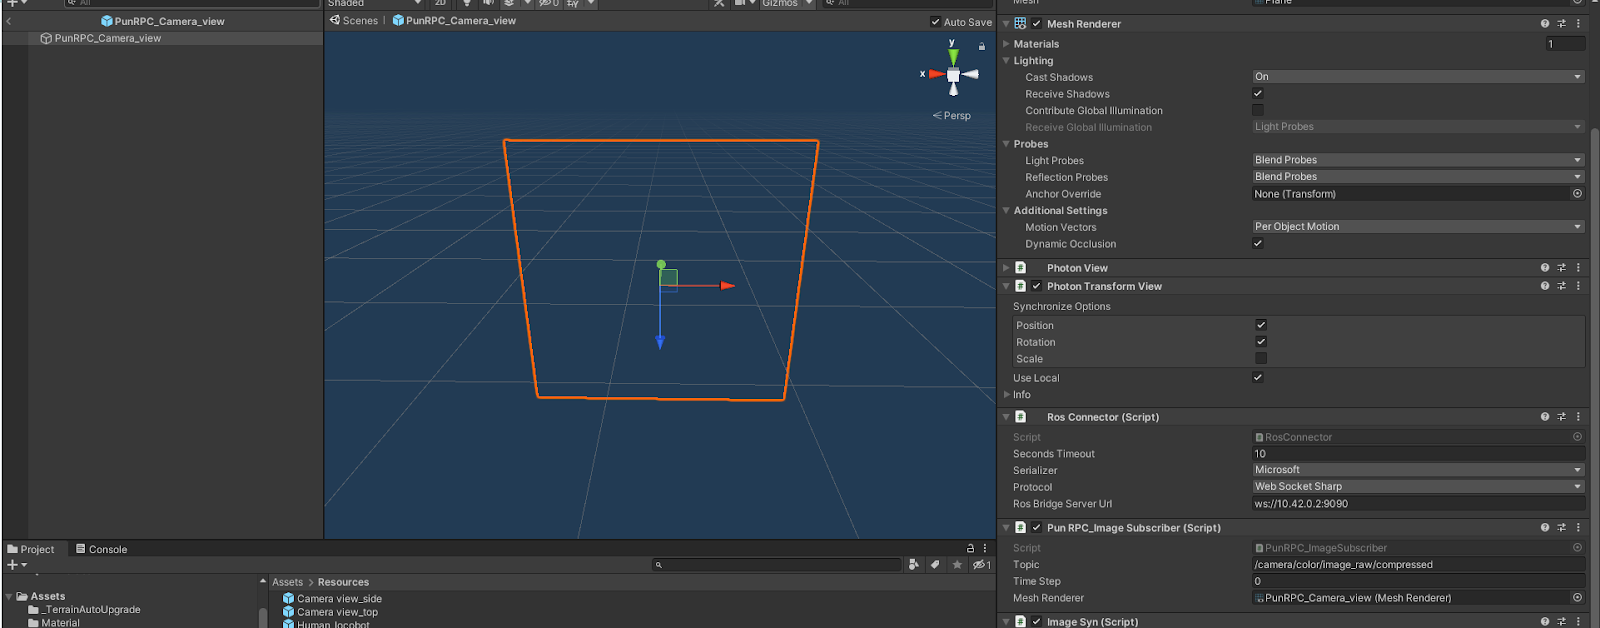 All
Shaded
2D
0
Gizmos
All
Mesh
Plane
PunRPC_Camera_view
PunRPC_Camera_view
Scenes
PunRPC_Camera_view
Auto Save
y
x
Persp
Mesh Renderer
Materials
1
Lighting
Cast Shadows
On
Receive Shadows
Contribute Global Illumination
Receive Global Illumination
Light Probes
Probes
Light Probes
Blend Probes
Reflection Probes
Blend Probes
Anchor Override
None (Transform)
Additional Settings
Motion Vectors
Per Object Motion
Dynamic Occlusion
Photon View
Photon Transform View
Synchronize Options
Position
Rotation
Scale
Use Local
Info
Ros Connector (Script)
Script
RosConnector
Seconds Timeout
10
Serializer
Microsoft
Protocol
Web Socket Sharp
Ros Bridge Server Url
ws://10.42.0.2:9090
Pun RPC_Image Subscriber (Script)
Script
PunRPC_ImageSubscriber
Topic
/camera/color/image_raw/compressed
Time Step
0
Mesh Renderer
PunRPC_Camera_view (Mesh Renderer)
Image Syn (Script)
Project
Console
1
Assets
_TerrainAutoUpgrade
Material
Assets > Resources
Camera view_side
Camera view_top
Human_locobot